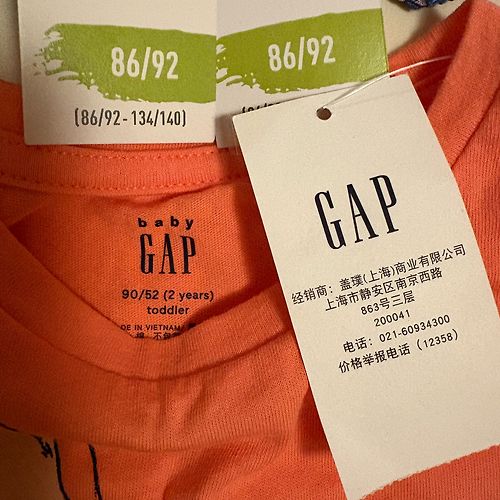 86/92
(86/92-134/140)
86/92
baby
GAP
90/52 (2 years)
toddler
DE IN VIETNAM
GAP
经销商：盖璞(上海)商业有限公司
上海市静安区南京西路
863号三层
200041
电话：021-60934300
价格举报电话（12358）